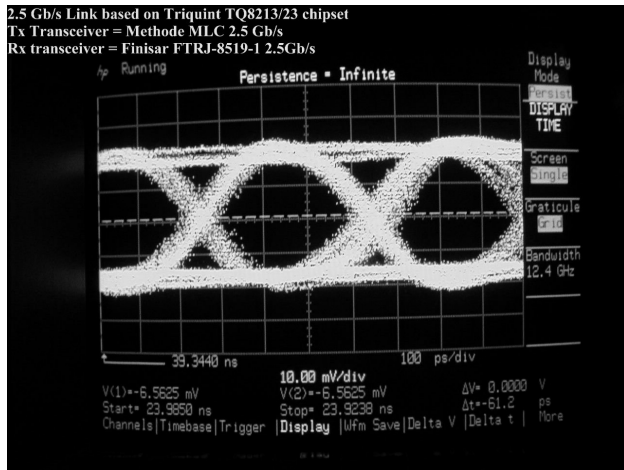 2.5 Gb/s Link based on Triquint TQ8213/23 chipset
Tx Transceiver = Methode MLC 2.5 Gb/s
Rx transceiver = Finisar FTRJ-8519-1 2.5Gb/s
hp Running
Persistence = Infinite
Display
Mode
Persist
DISPLAY
TIME
Screen
Single
Graticule
Grid
Bandwidth
12.4 GHz
39.3440 ns
100 ps/div
10.00 mV/div
V(1)=-6.5625 mV V(2)=-6.5625 mV ΔV= 0.0000 V
Start= 23.9850 ns Stop= 23.9238 ns Δt=-61.2 ps
Channels|Timebase|Trigger |Display |Wfm Save|Delta V |Delta t | More